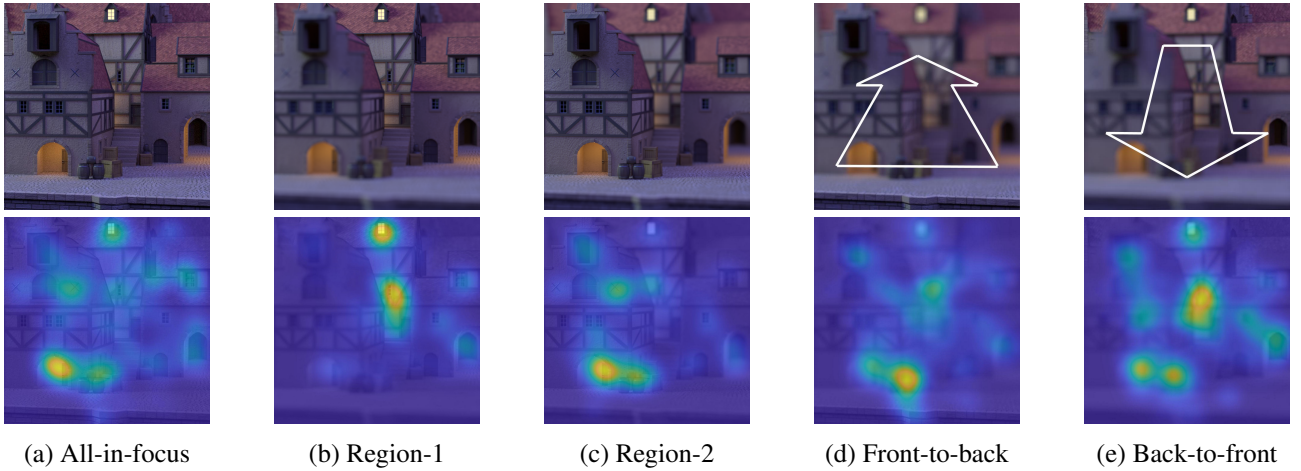 (a) All-in-focus
(b) Region-1
(c) Region-2
(d) Front-to-back
(e) Back-to-front